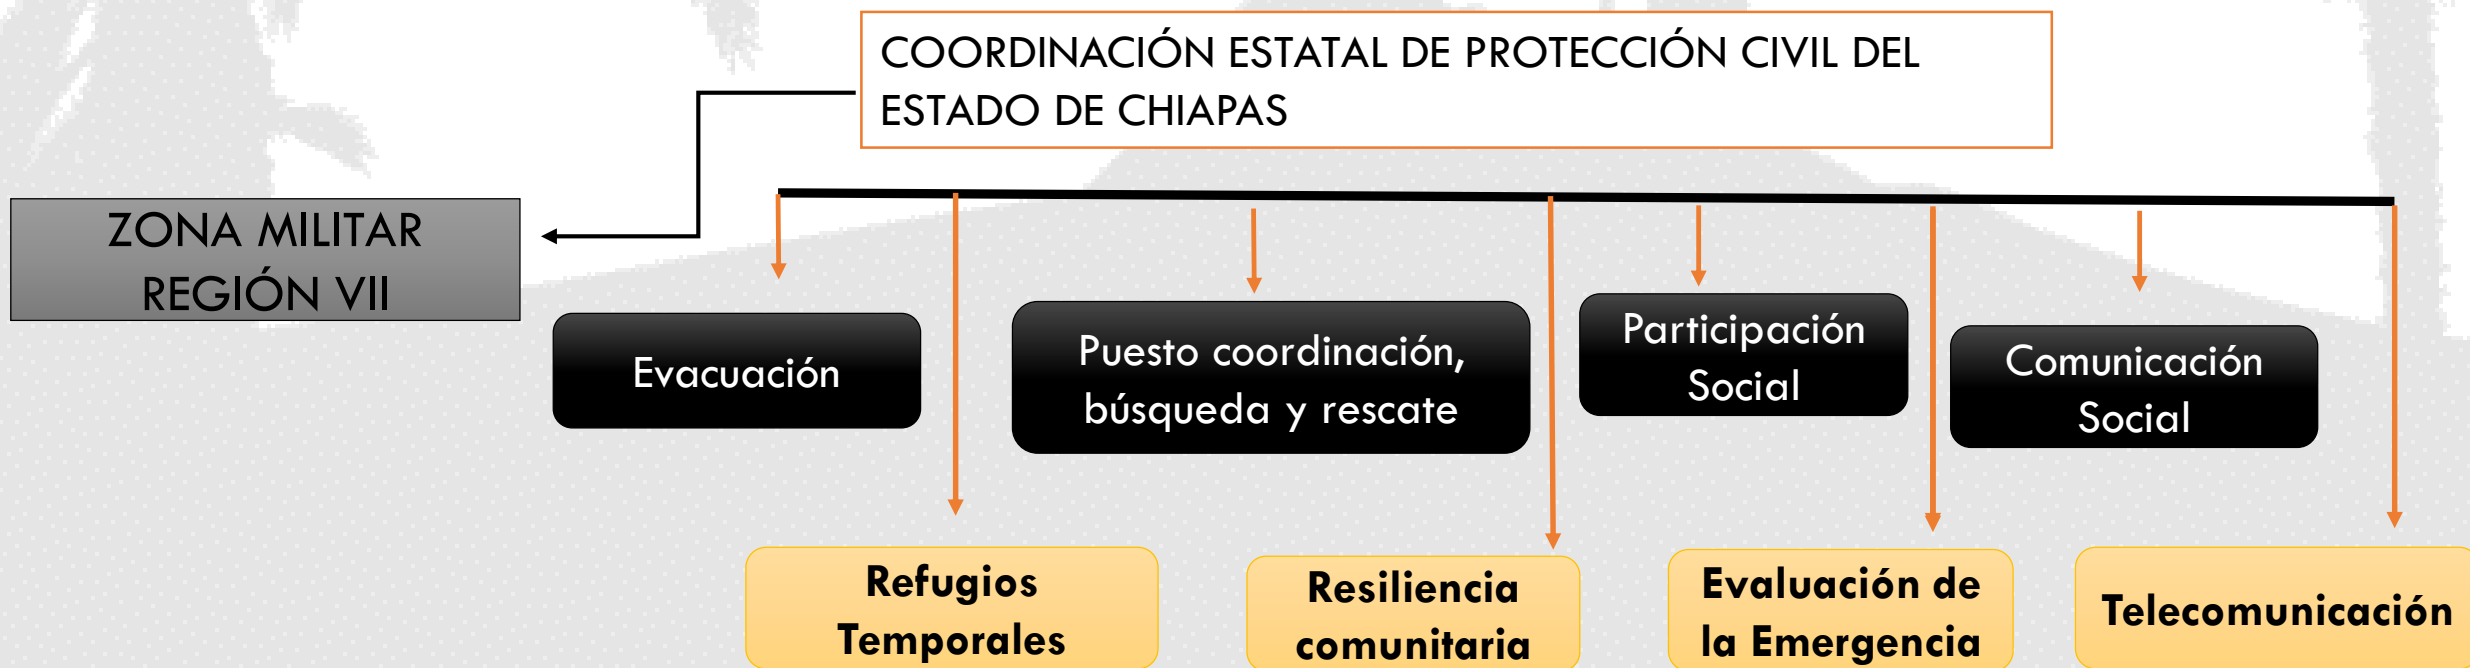 COORDINACIÓN ESTATAL DE PROTECCIÓN CIVIL DEL
ESTADO DE CHIAPAS
ZONA MILITAR
REGIÓN VII
Evacuación
Puesto coordinación,
búsqueda y rescate
Participación
Social
Comunicación
Social
Refugios
Temporales
Resiliencia
comunitaria
Evaluación de
la Emergencia
Telecomunicación